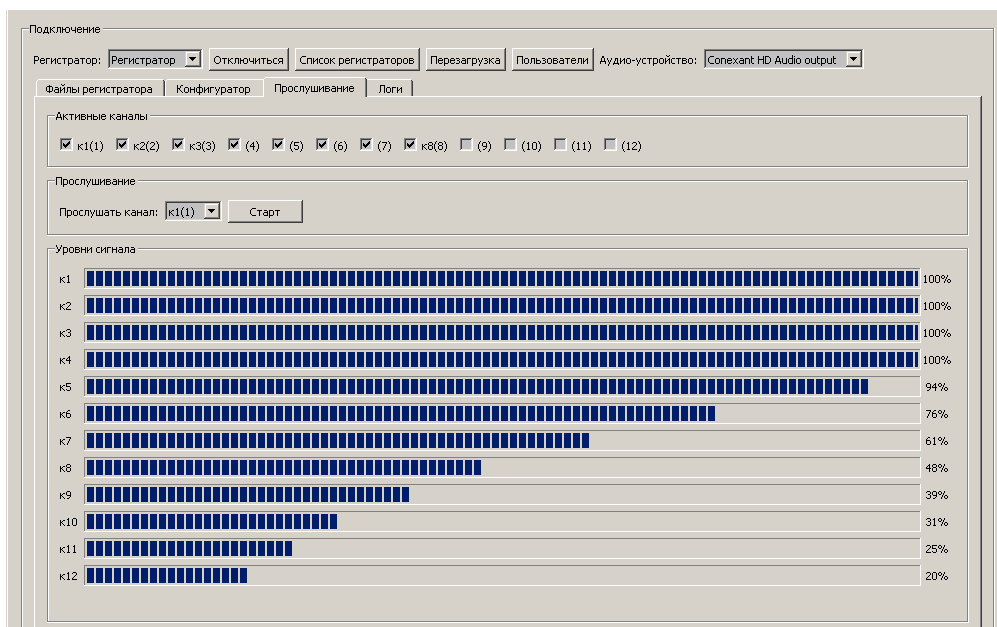 Подключение
Регистратор: Регистратор Отключиться Список регистраторов Перезагрузка Пользователи Аудио-устройство: Conexant HD Audio output
Файлы регистратора Конфигуратор Прослушивание Логи
Активные каналы
к1(1) к2(2) к3(3) (4) (5) (6) (7) к8(8) (9) (10) (11) (12)
Прослушивание
Прослушать канал: к1(1) Старт
Уровни сигнала
к1 100%
к2 100%
к3 100%
к4 100%
к5 94%
к6 76%
к7 61%
к8 48%
к9 39%
к10 31%
к11 25%
к12 20%